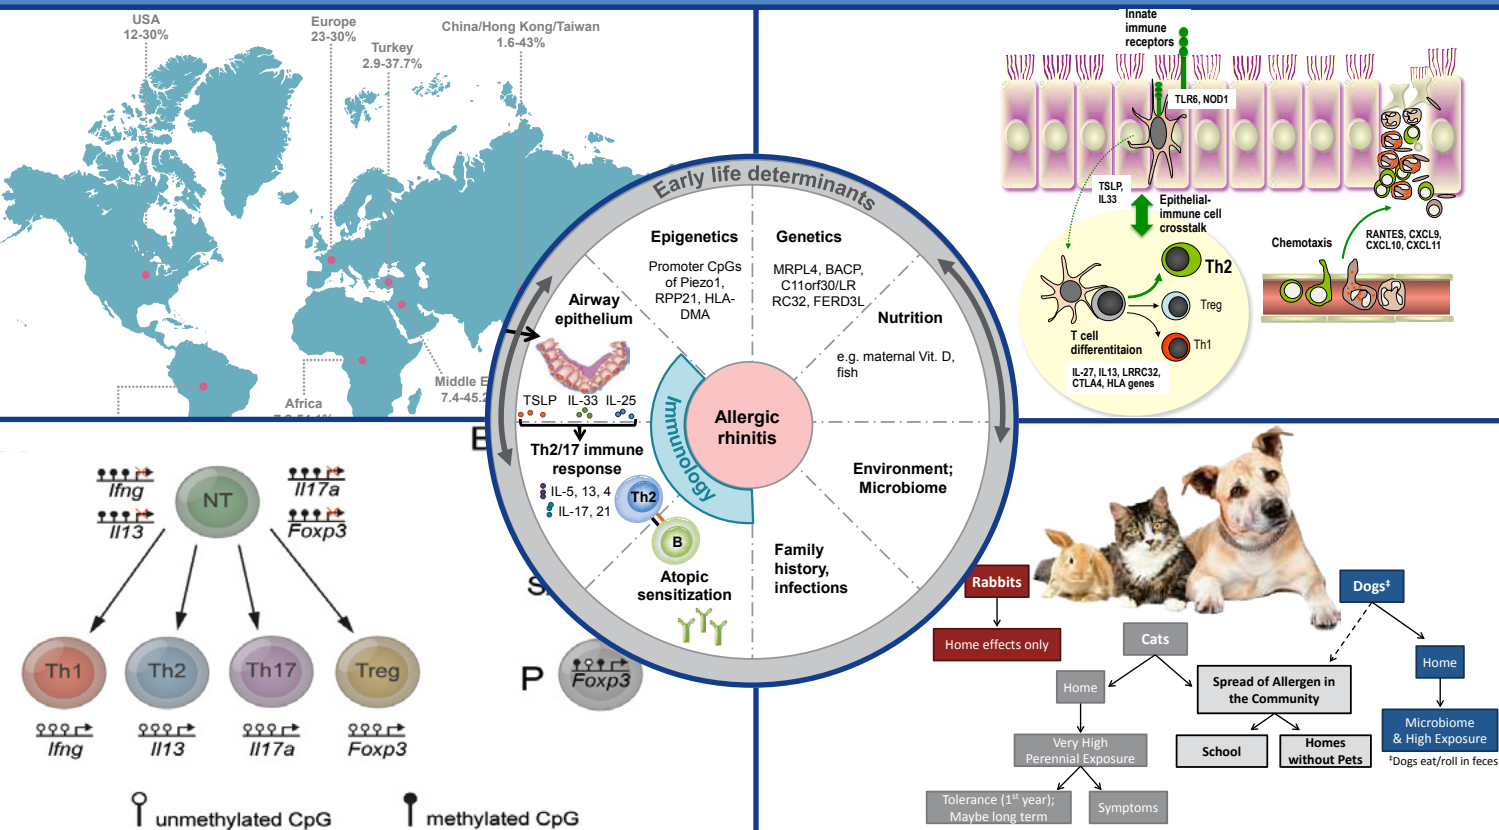 USA
12-30%
Europe
23-30%
Turkey
2.9-37.7%
China/Hong Kong/Taiwan
1.6-43%
Africa
Middle E
7.4-45.2
Innate
immune
receptors
TLR6, NOD1
TSLP,
IL33
Epithelial-
immune cell
crosstalk
Th2
Treg
Th1
T cell
differentitaion
IL-27, IL13, LRRC32,
CTLA4, HLA genes
Chemotaxis
RANTES, CXCL9,
CXCL10, CXCL11
Early life determinants
Epigenetics
Promoter CpGs
of Piezo1,
RPP21, HLA-
DMA
Genetics
MRPL4, BACP,
C11orf30/LR
RC32, FERD3L
Nutrition
e.g. maternal Vit. D,
fish
Environment;
Microbiome
Family
history,
infections
Atopic
sensitization
Airway
epithelium
TSLP IL-33 IL-25
Th2/17 immune
response
IL-5, 13, 4
IL-17, 21
Th2
B
Immunology
Allergic
rhinitis
Ifng
Il13
NT
Il17a
Foxp3
Th1
Th2
Th17
Treg
Ifng
Il13
Il17a
Foxp3
unmethylated CpG
methylated CpG
E
S
P
Foxp3
Rabbits
Home effects only
Cats
Home
Very High
Perennial Exposure
Tolerance (1st year);
Maybe long term
Symptoms
Spread of Allergen in
the Community
School
Homes
without Pets
Dogs‡
Home
Microbiome
& High Exposure
‡Dogs eat/roll in feces